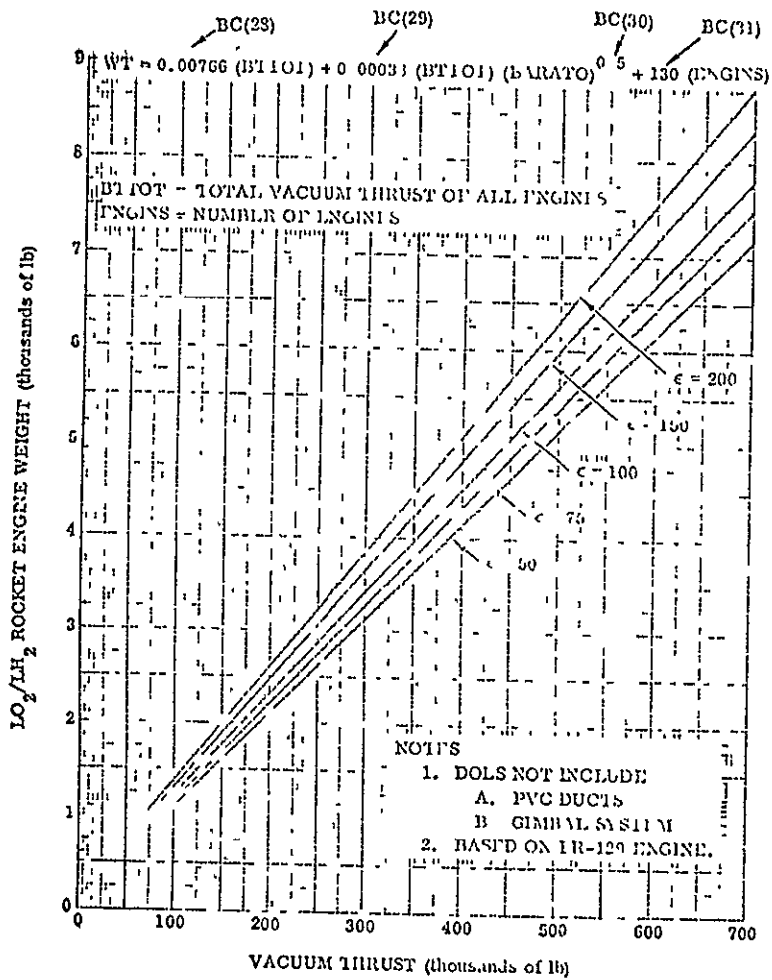 BC(28) BC(29) BC(30) BC(31)
WT = 0.00766 (BTTOT) + 0 00033 (BTTOT) (BARATO)^0 5 + 130 (ENGINS)
BTTOT = TOTAL VACUUM THRUST OF ALL ENGINES
ENGINS = NUMBER OF ENGINES
9
8
7
6
5
4
3
2
1
0
LO2/LH2 ROCKET ENGINE WEIGHT (thousands of lb)
ϵ = 200
ϵ = 150
ϵ = 100
ϵ 75
ϵ 50
NOTES
1. DOES NOT INCLUDE
A. PVC DUCTS
B GIMBAL SYSTEM
2. BASED ON LR-129 ENGINE.
0 100 200 300 400 500 600 700
VACUUM THRUST (thousands of lb)